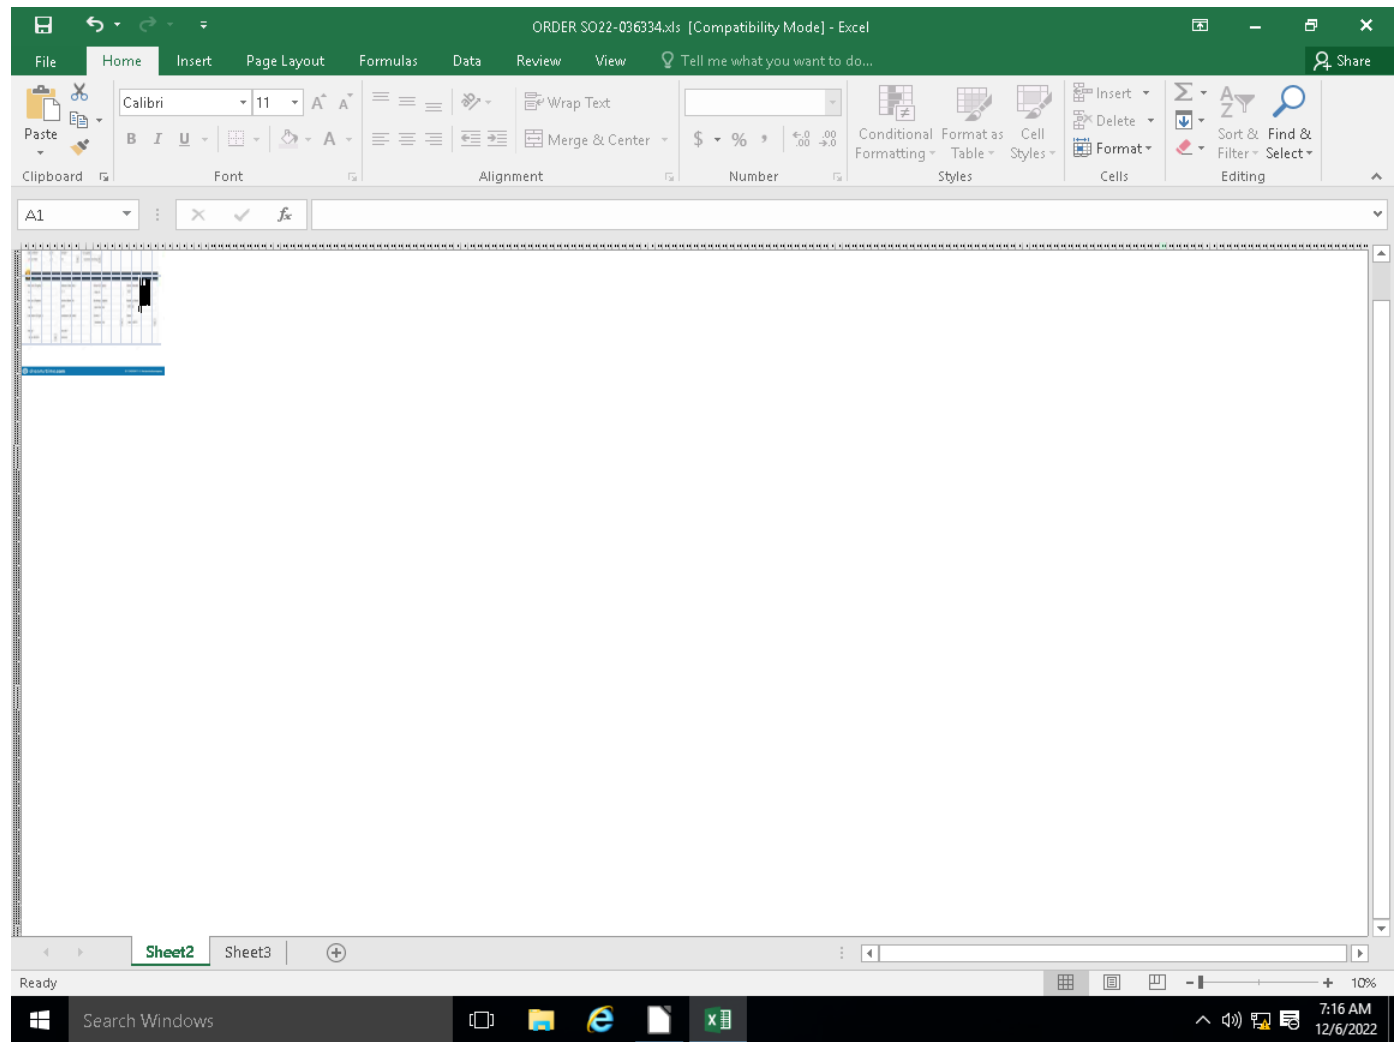 ORDER SO22-036334.xls [Compatibility Mode] - Excel
File Home Insert Page Layout Formulas Data Review View Tell me what you want to do... Share
Paste
Calibri 11
B I U A
Wrap Text
Merge & Center
$ % ,
Conditional Formatting
Format as Table
Cell Styles
Insert
Delete
Format
Sort & Filter
Find & Select
Clipboard Font Alignment Number Styles Cells Editing
A1 fx
Sheet2 Sheet3
Ready 10%
Search Windows
7:16 AM
12/6/2022